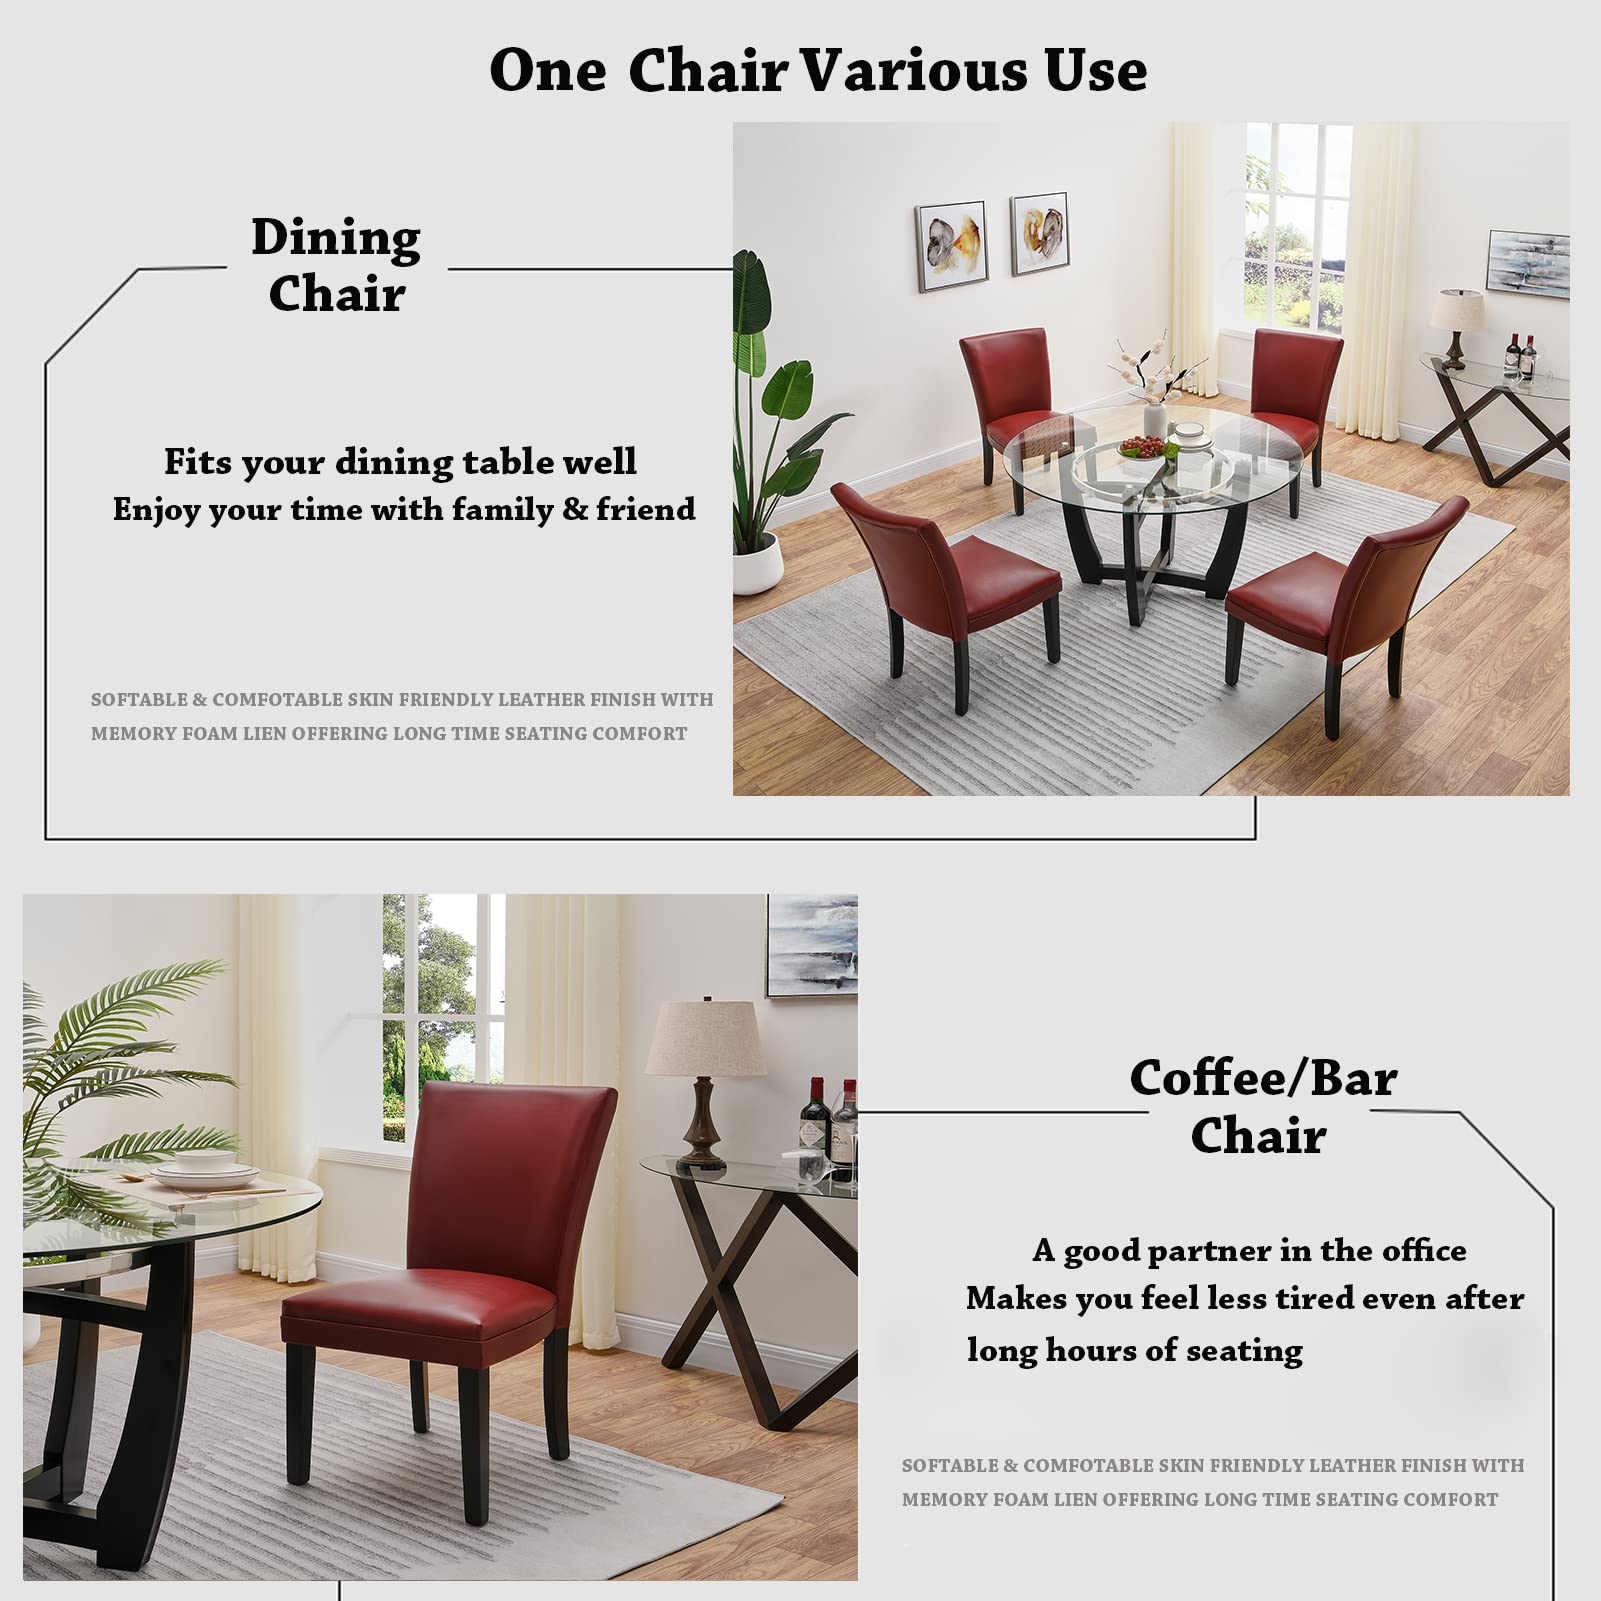 One Chair Various Use
Dining
Chair
Fits your dining table well
Enjoy your time with family & friend
SOFTABLE & COMFOTABLE SKIN FRIENDLY LEATHER FINISH WITH
MEMORY FOAM LIEN OFFERING LONG TIME SEATING COMFORT
Coffee/Bar
Chair
A good partner in the office
Makes you feel less tired even after
long hours of seating
SOFTABLE & COMFOTABLE SKIN FRIENDLY LEATHER FINISH WITH
MEMORY FOAM LIEN OFFERING LONG TIME SEATING COMFORT